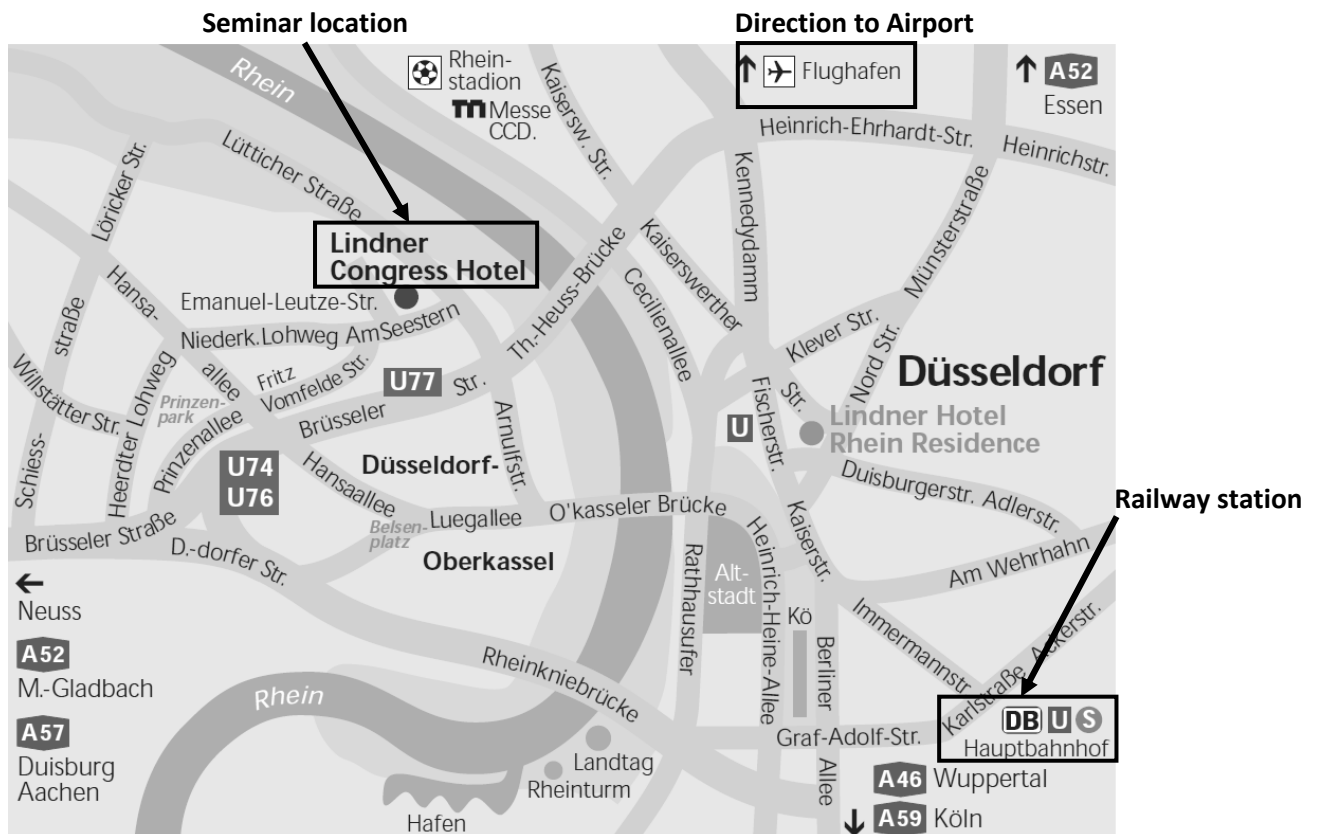 Seminar location
Direction to Airport
Rhein
Rhein-
stadion
Messe
CCD.
Kaisersw. Str.
Flughafen
A52
Essen
Heinrich-Ehrhardt-Str.
Heinrichstr.
Löricker Str.
Lütticher Straße
Kennedydamm
Münsterstraße
Lindner
Congress Hotel
Kaiserswerther
Str.
Cecilienallee
Th.-Heuss-Brücke
Hansa-
allee
Emanuel-Leutze-Str.
Niederk. Lohweg
Am Seestern
Klever Str.
Nord Str.
Schiess-
straße
Willstätter Str.
Heerdter Lohweg
Prinzen-
park
Prinzenallee
Fritz
Vomfelde Str.
U77
Brüsseler
Str.
Arnulfstr.
Fischerstr.
U
Düsseldorf
Lindner Hotel
Rhein Residence
U74
U76
Hansaallee
Düsseldorf-
Oberkassel
Duisburgerstr.
Adlerstr.
Railway station
Brüsseler Straße
D.-dorfer Str.
Belsen-
platz
Luegallee
O'kasseler Brücke
Kaiserstr.
Am Wehrhahn
Rathhausufer
Alt-
stadt
Heinrich-Heine-Allee
Kö
Berliner
Allee
Immermannstr.
Karlstraße
Ackerstr.
Neuss
A52
M.-Gladbach
A57
Duisburg
Aachen
Rhein
Rheinkniebrücke
Graf-Adolf-Str.
DB U S
Hauptbahnhof
Landtag
Rheinturm
Hafen
A46 Wuppertal
A59 Köln